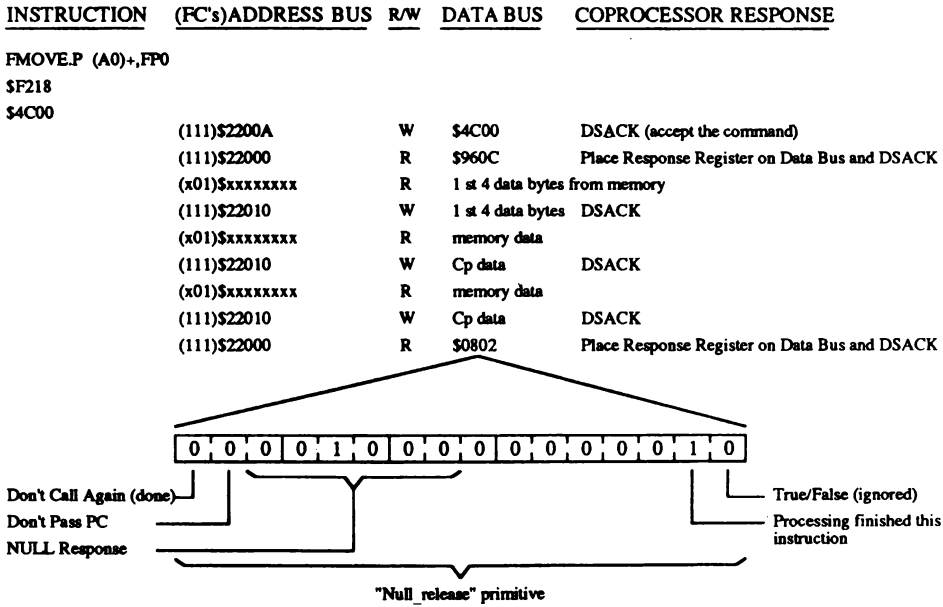 INSTRUCTION (FC's)ADDRESS BUS R/W DATA BUS COPROCESSOR RESPONSE
FMOVE.P (A0)+,FP0
$F218
$4C00
(111)$2200A W $4C00 DSACK (accept the command)
(111)$22000 R $960C Place Response Register on Data Bus and DSACK
(x01)$xxxxxxxx R 1 st 4 data bytes from memory
(111)$22010 W 1 st 4 data bytes DSACK
(x01)$xxxxxxxx R memory data
(111)$22010 W Cp data DSACK
(x01)$xxxxxxxx R memory data
(111)$22010 W Cp data DSACK
(111)$22000 R $0802 Place Response Register on Data Bus and DSACK
0 0 0 0 1 0 0 0 0 0 0 0 0 0 1 0
Don't Call Again (done) True/False (ignored)
Don't Pass PC Processing finished this
instruction
NULL Response
"Null_release" primitive